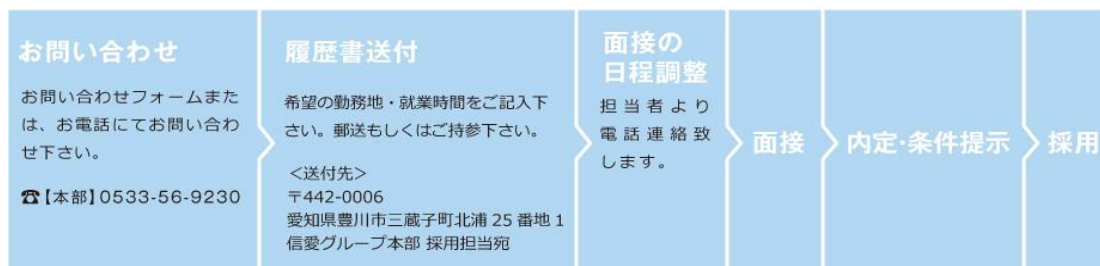 お問い合わせ
お問い合わせフォームまた
は、お電話にてお問い合わ
せ下さい。
☎【本部】0533-56-9230
履歴書送付
希望の勤務地・就業時間をご記入下
さい。郵送もしくはご持参下さい。
<送付先>
〒442-0006
愛知県豊川市三蔵子町北浦 25 番地 1
信愛グループ本部 採用担当宛
面接の
日程調整
担当者より
電話連絡致
します。
面接
内定·条件提示
採用